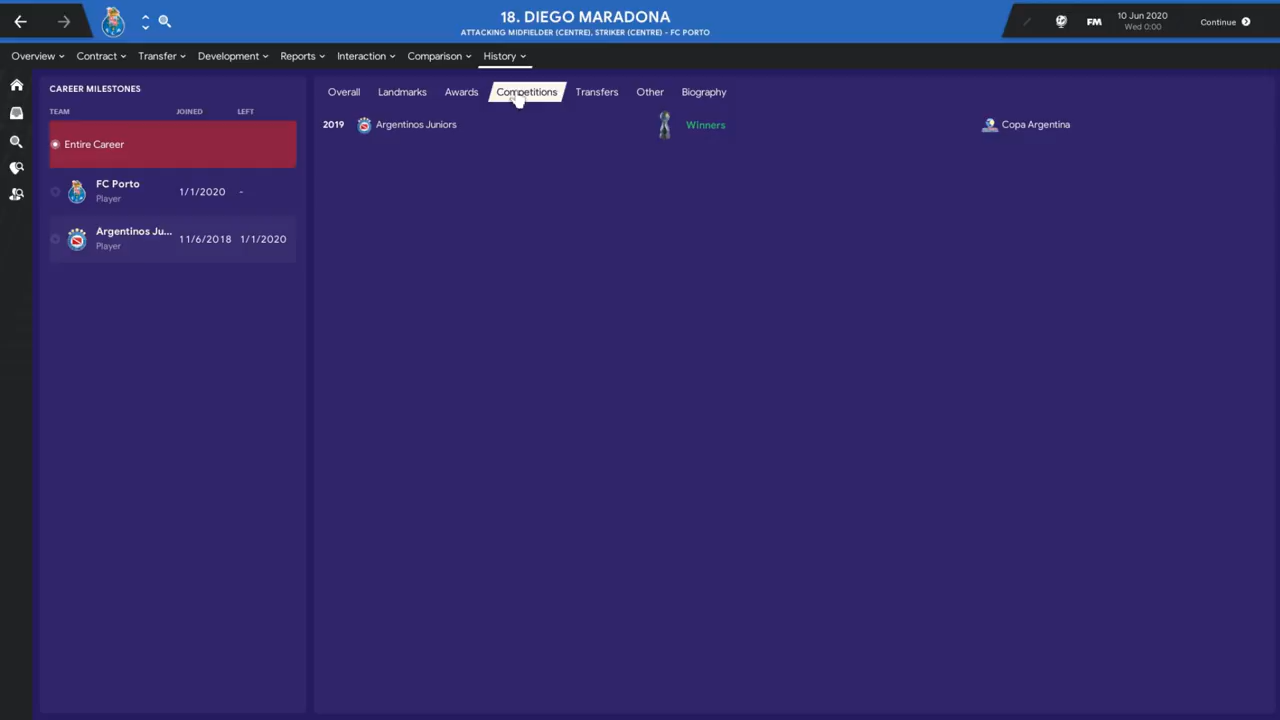 18. DIEGO MARADONA
ATTACKING MIDFIELDER (CENTRE), STRIKER (CENTRE) - FC PORTO
FM
10 Jun 2020
Wed 0:00
Continue
Overview
Contract
Transfer
Development
Reports
Interaction
Comparison
History
CAREER MILESTONES
TEAM JOINED LEFT
Entire Career
FC Porto 1/1/2020 -
Player
Argentinos Ju... 11/6/2018 1/1/2020
Player
Overall Landmarks Awards Competitions Transfers Other Biography
2019 Argentinos Juniors Winners Copa Argentina